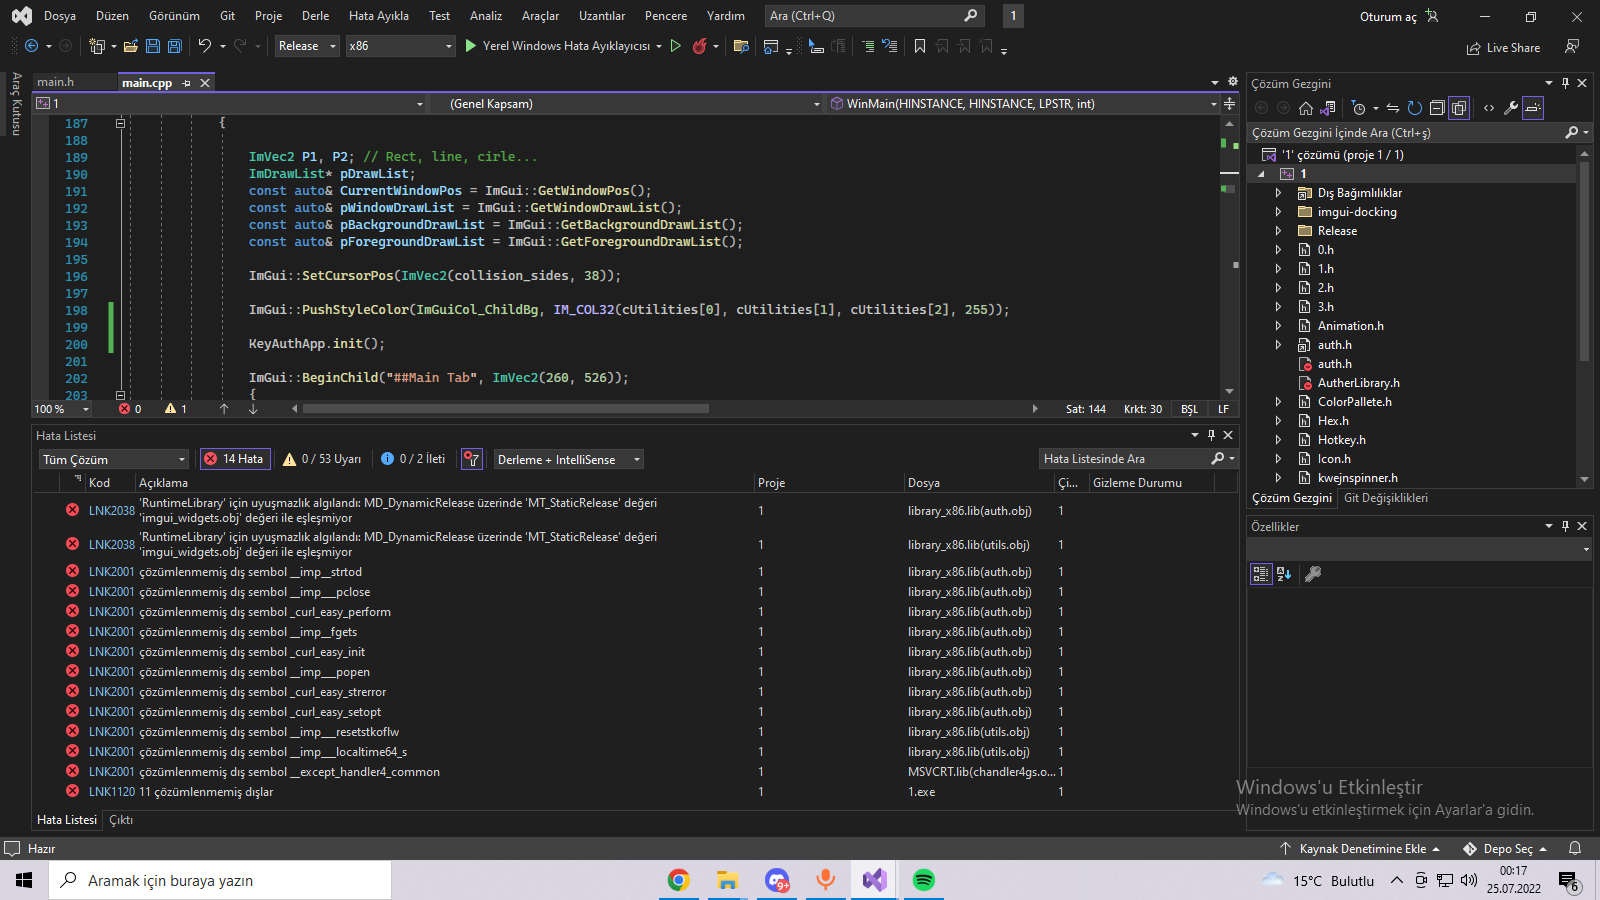 Dosya Düzen Görünüm Git Proje Derle Hata Ayıkla Test Analiz Araçlar Uzantılar Pencere Yardım Ara (Ctrl+Q) 1 Oturum aç
Release x86 Yerel Windows Hata Ayıklayıcısı Live Share
Araç Kutusu
main.h main.cpp
1 (Genel Kapsam) WinMain(HINSTANCE, HINSTANCE, LPSTR, int)
187 {
188
189 ImVec2 P1, P2; // Rect, line, cirle...
190 ImDrawList* pDrawList;
191 const auto& CurrentWindowPos = ImGui::GetWindowPos();
192 const auto& pWindowDrawList = ImGui::GetWindowDrawList();
193 const auto& pBackgroundDrawList = ImGui::GetBackgroundDrawList();
194 const auto& pForegroundDrawList = ImGui::GetForegroundDrawList();
195
196 ImGui::SetCursorPos(ImVec2(collision_sides, 38));
197
198 ImGui::PushStyleColor(ImGuiCol_ChildBg, IM_COL32(cUtilities[0], cUtilities[1], cUtilities[2], 255));
199
200 KeyAuthApp.init();
201
202 ImGui::BeginChild("##Main Tab", ImVec2(260, 526));
203 {
100 % 0 1 Sat: 144 Krkt: 30 BŞL LF
Hata Listesi
Tüm Çözüm 14 Hata 0 / 53 Uyarı 0 / 2 İleti Derleme + IntelliSense Hata Listesinde Ara
Kod Açıklama Proje Dosya Çi... Gizleme Durumu
LNK2038 'RuntimeLibrary' için uyuşmazlık algılandı: MD_DynamicRelease üzerinde 'MT_StaticRelease' değeri 'imgui_widgets.obj' değeri ile eşleşmiyor 1 library_x86.lib(auth.obj) 1
LNK2038 'RuntimeLibrary' için uyuşmazlık algılandı: MD_DynamicRelease üzerinde 'MT_StaticRelease' değeri 'imgui_widgets.obj' değeri ile eşleşmiyor 1 library_x86.lib(utils.obj) 1
LNK2001 çözümlenmemiş dış sembol __imp__strtod 1 library_x86.lib(auth.obj) 1
LNK2001 çözümlenmemiş dış sembol __imp___pclose 1 library_x86.lib(auth.obj) 1
LNK2001 çözümlenmemiş dış sembol _curl_easy_perform 1 library_x86.lib(auth.obj) 1
LNK2001 çözümlenmemiş dış sembol __imp__fgets 1 library_x86.lib(auth.obj) 1
LNK2001 çözümlenmemiş dış sembol _curl_easy_init 1 library_x86.lib(auth.obj) 1
LNK2001 çözümlenmemiş dış sembol __imp___popen 1 library_x86.lib(auth.obj) 1
LNK2001 çözümlenmemiş dış sembol _curl_easy_strerror 1 library_x86.lib(auth.obj) 1
LNK2001 çözümlenmemiş dış sembol _curl_easy_setopt 1 library_x86.lib(auth.obj) 1
LNK2001 çözümlenmemiş dış sembol __imp___resetstkoflw 1 library_x86.lib(utils.obj) 1
LNK2001 çözümlenmemiş dış sembol __imp___localtime64_s 1 library_x86.lib(utils.obj) 1
LNK2001 çözümlenmemiş dış sembol __except_handler4_common 1 MSVCRT.lib(chandler4gs.o... 1
LNK1120 11 çözümlenmemiş dışlar 1 1.exe 1
Hata Listesi Çıktı
Çözüm Gezgini
Çözüm Gezgini İçinde Ara (Ctrl+ş)
'1' çözümü (proje 1 / 1)
1
Dış Bağımlılıklar
imgui-docking
Release
0.h
1.h
2.h
3.h
Animation.h
auth.h
auth.h
AutherLibrary.h
ColorPallete.h
Hex.h
Hotkey.h
Icon.h
kwejnspinner.h
Çözüm Gezgini Git Değişiklikleri
Özellikler
Windows'u Etkinleştir
Windows'u etkinleştirmek için Ayarlar'a gidin.
Hazır Kaynak Denetimine Ekle Depo Seç
Aramak için buraya yazın 9+ 15°C Bulutlu 00:17 25.07.2022 6